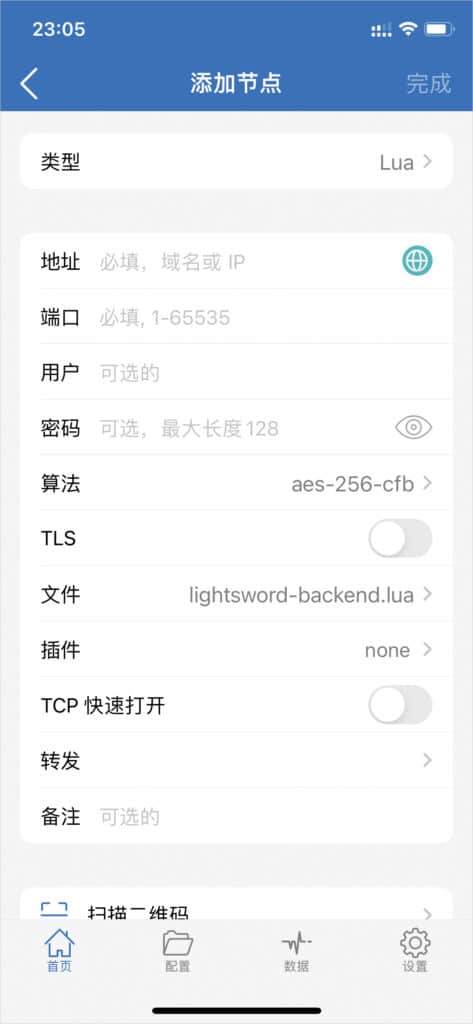 23:05
添加节点
完成
类型 Lua
地址 必填，域名或 IP
端口 必填, 1-65535
用户 可选的
密码 可选，最大长度128
算法 aes-256-cfb
TLS
文件 lightsword-backend.lua
插件 none
TCP 快速打开
转发
备注 可选的
扫描二维码
首页 配置 数据 设置